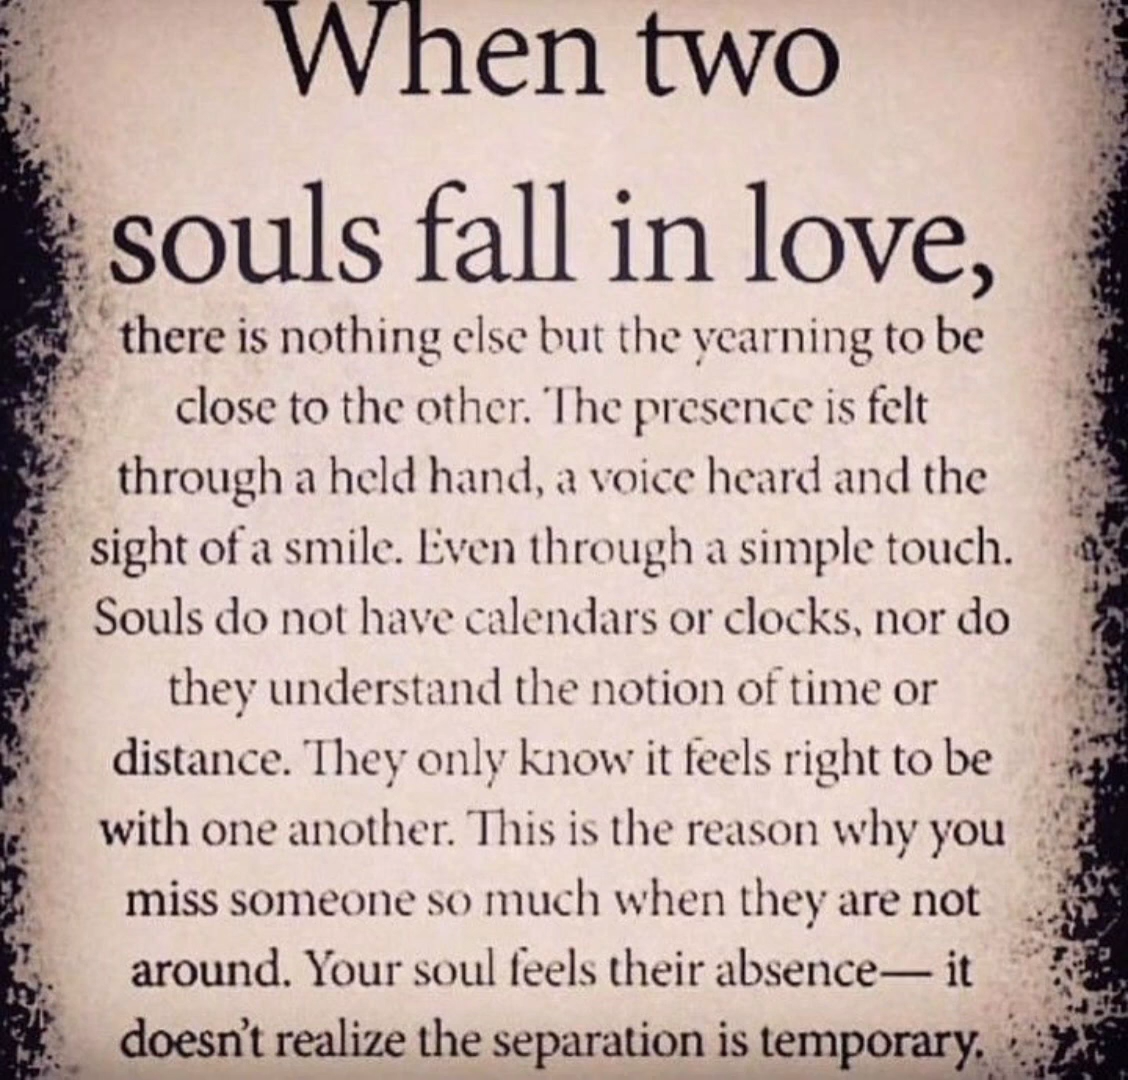 When two
souls fall in love,
there is nothing else but the yearning to be
close to the other. The presence is felt
through a held hand, a voice heard and the
sight of a smile. Even through a simple touch.
Souls do not have calendars or clocks, nor do
they understand the notion of time or
distance. They only know it feels right to be
with one another. This is the reason why you
miss someone so much when they are not
around. Your soul feels their absence— it
doesn't realize the separation is temporary.